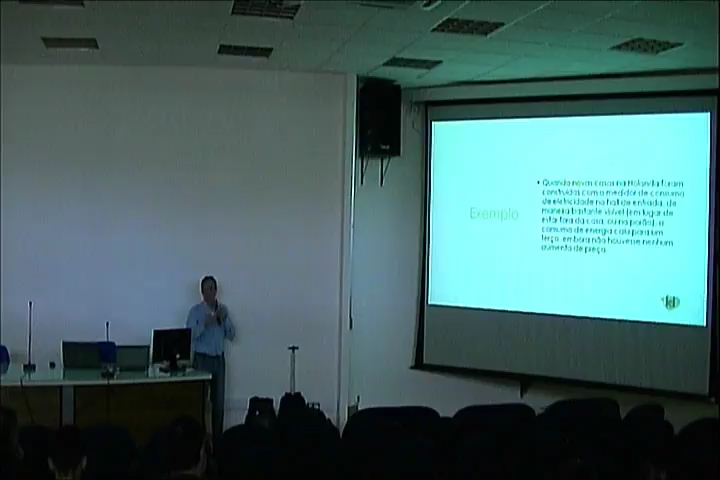 Exemplo
• Quando novas casas na Holanda foram
construídas com o medidor de consumo
de eletricidade no hall de entrada, de
maneira bastante visível (em lugar de
estar fora da casa, ou no porão), o
consumo de energia caiu para um
terço, embora não houvesse nenhum
aumento de preço.